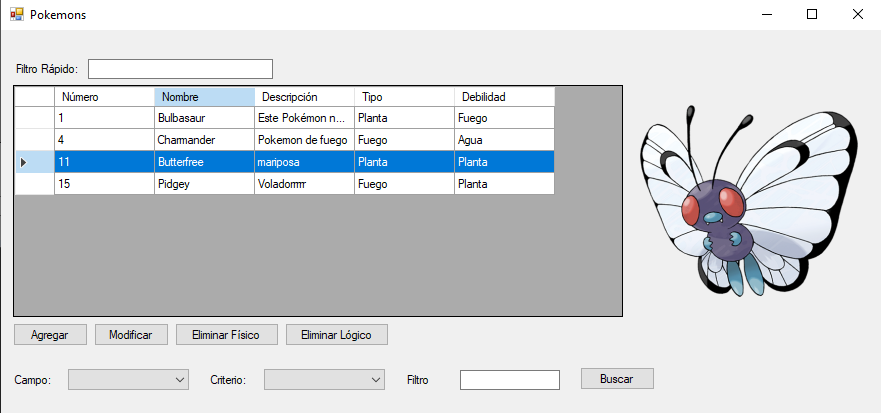 Pokemons
Filtro Rápido:
Número Nombre Descripción Tipo Debilidad
1 Bulbasaur Este Pokémon n... Planta Fuego
4 Charmander Pokemon de fuego Fuego Agua
11 Butterfree mariposa Planta Planta
15 Pidgey Voladorrrrr Fuego Planta
Agregar Modificar Eliminar Físico Eliminar Lógico
Campo: Criterio: Filtro Buscar